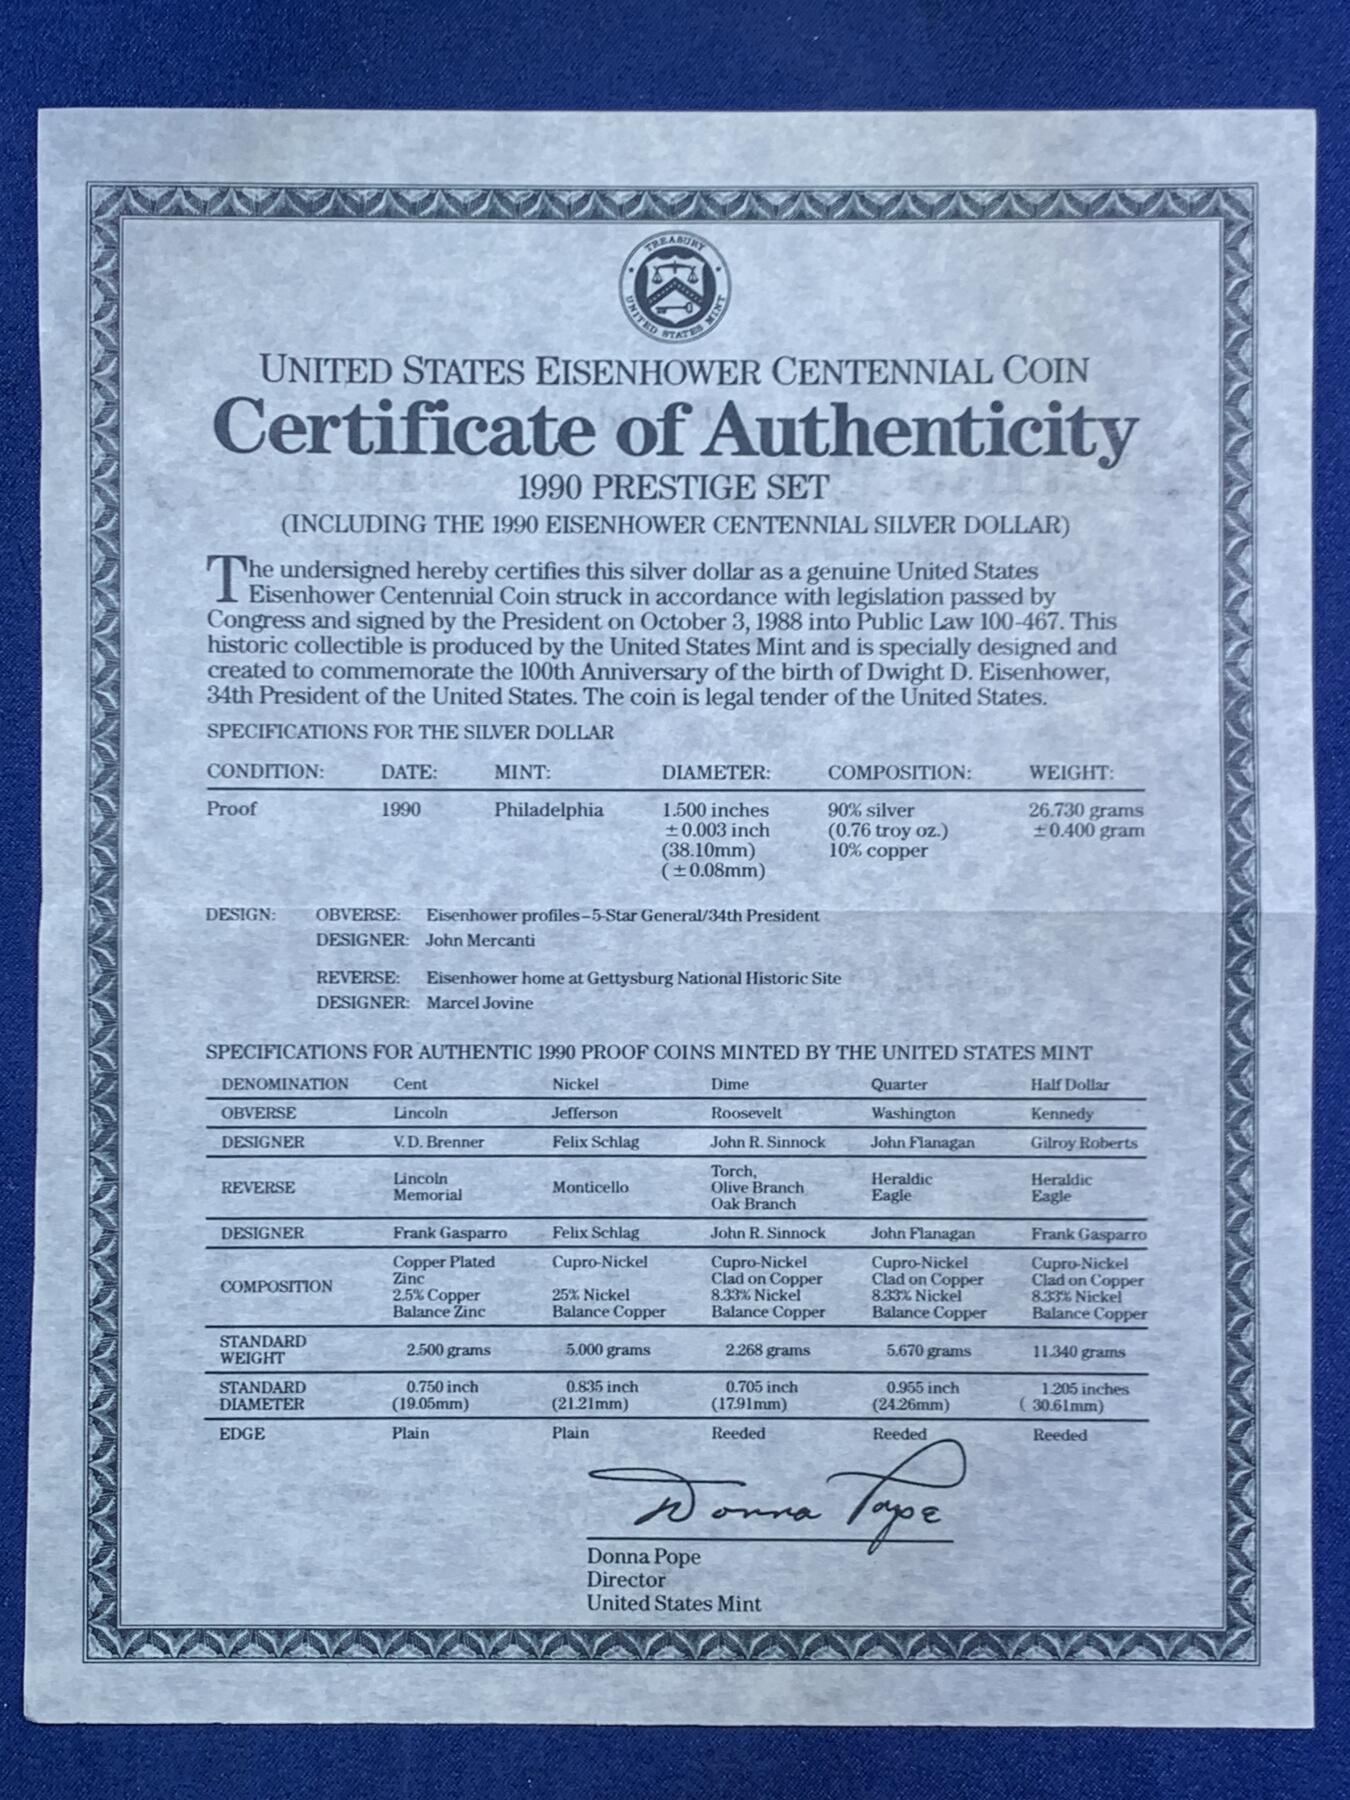 TREASURY
UNITED STATES MINT
UNITED STATES EISENHOWER CENTENNIAL COIN
Certificate of Authenticity
1990 PRESTIGE SET
(INCLUDING THE 1990 EISENHOWER CENTENNIAL SILVER DOLLAR)
The undersigned hereby certifies this silver dollar as a genuine United States
Eisenhower Centennial Coin struck in accordance with legislation passed by
Congress and signed by the President on October 3, 1988 into Public Law 100-467. This
historic collectible is produced by the United States Mint and is specially designed and
created to commemorate the 100th Anniversary of the birth of Dwight D. Eisenhower,
34th President of the United States. The coin is legal tender of the United States.
SPECIFICATIONS FOR THE SILVER DOLLAR
CONDITION: DATE: MINT: DIAMETER: COMPOSITION: WEIGHT:
Proof 1990 Philadelphia 1.500 inches 90% silver 26.730 grams
±0.003 inch (0.76 troy oz.) ±0.400 gram
(38.10mm) 10% copper
(±0.08mm)
DESIGN: OBVERSE: Eisenhower profiles–5-Star General/34th President
DESIGNER: John Mercanti
REVERSE: Eisenhower home at Gettysburg National Historic Site
DESIGNER: Marcel Jovine
SPECIFICATIONS FOR AUTHENTIC 1990 PROOF COINS MINTED BY THE UNITED STATES MINT
DENOMINATION Cent Nickel Dime Quarter Half Dollar
OBVERSE Lincoln Jefferson Roosevelt Washington Kennedy
DESIGNER V.D. Brenner Felix Schlag John R. Sinnock John Flanagan Gilroy Roberts
REVERSE Lincoln Memorial Monticello Torch, Olive Branch Oak Branch Heraldic Eagle Heraldic Eagle
DESIGNER Frank Gasparro Felix Schlag John R. Sinnock John Flanagan Frank Gasparro
COMPOSITION Copper Plated Cupro-Nickel Cupro-Nickel Cupro-Nickel Cupro-Nickel
Zinc Clad on Copper Clad on Copper Clad on Copper
2.5% Copper 25% Nickel 8.33% Nickel 8.33% Nickel 8.33% Nickel
Balance Zinc Balance Copper Balance Copper Balance Copper Balance Copper
STANDARD WEIGHT 2.500 grams 5.000 grams 2.268 grams 5.670 grams 11.340 grams
STANDARD 0.750 inch 0.835 inch 0.705 inch 0.955 inch 1.205 inches
DIAMETER (19.05mm) (21.21mm) (17.91mm) (24.26mm) ( 30.61mm)
EDGE Plain Plain Reeded Reeded Reeded
Donna Pope
Donna Pope
Director
United States Mint